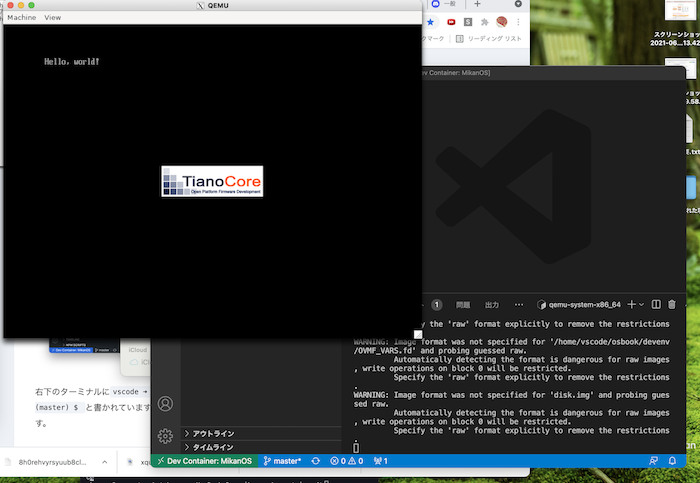 QEMU
Machine View
Hello, world!
TianoCore
Open Platform Firmware Development
一般
クマーク
リーディング リスト
スクリーンショッ
2021-06...13.42
Dev Container: MikanOS]
1 問題 出力 ... qemu-system-x86_64
Specify the 'raw' format explicitly to remove the restrictions
.
WARNING: Image format was not specified for '/home/vscode/osbook/devenv
/OVMF_VARS.fd' and probing guessed raw.
Automatically detecting the format is dangerous for raw images
, write operations on block 0 will be restricted.
Specify the 'raw' format explicitly to remove the restrictions
.
WARNING: Image format was not specified for 'disk.img' and probing gues
sed raw.
Automatically detecting the format is dangerous for raw images
, write operations on block 0 will be restricted.
Specify the 'raw' format explicitly to remove the restrictions
.
iCloud
右下のターミナルに vscode →
(master) $ と書かれています
す。
アウトライン
タイムライン
Dev Container: MikanOS master* 0 0 1
8h0rehvyrsyuub8cl...
xqu